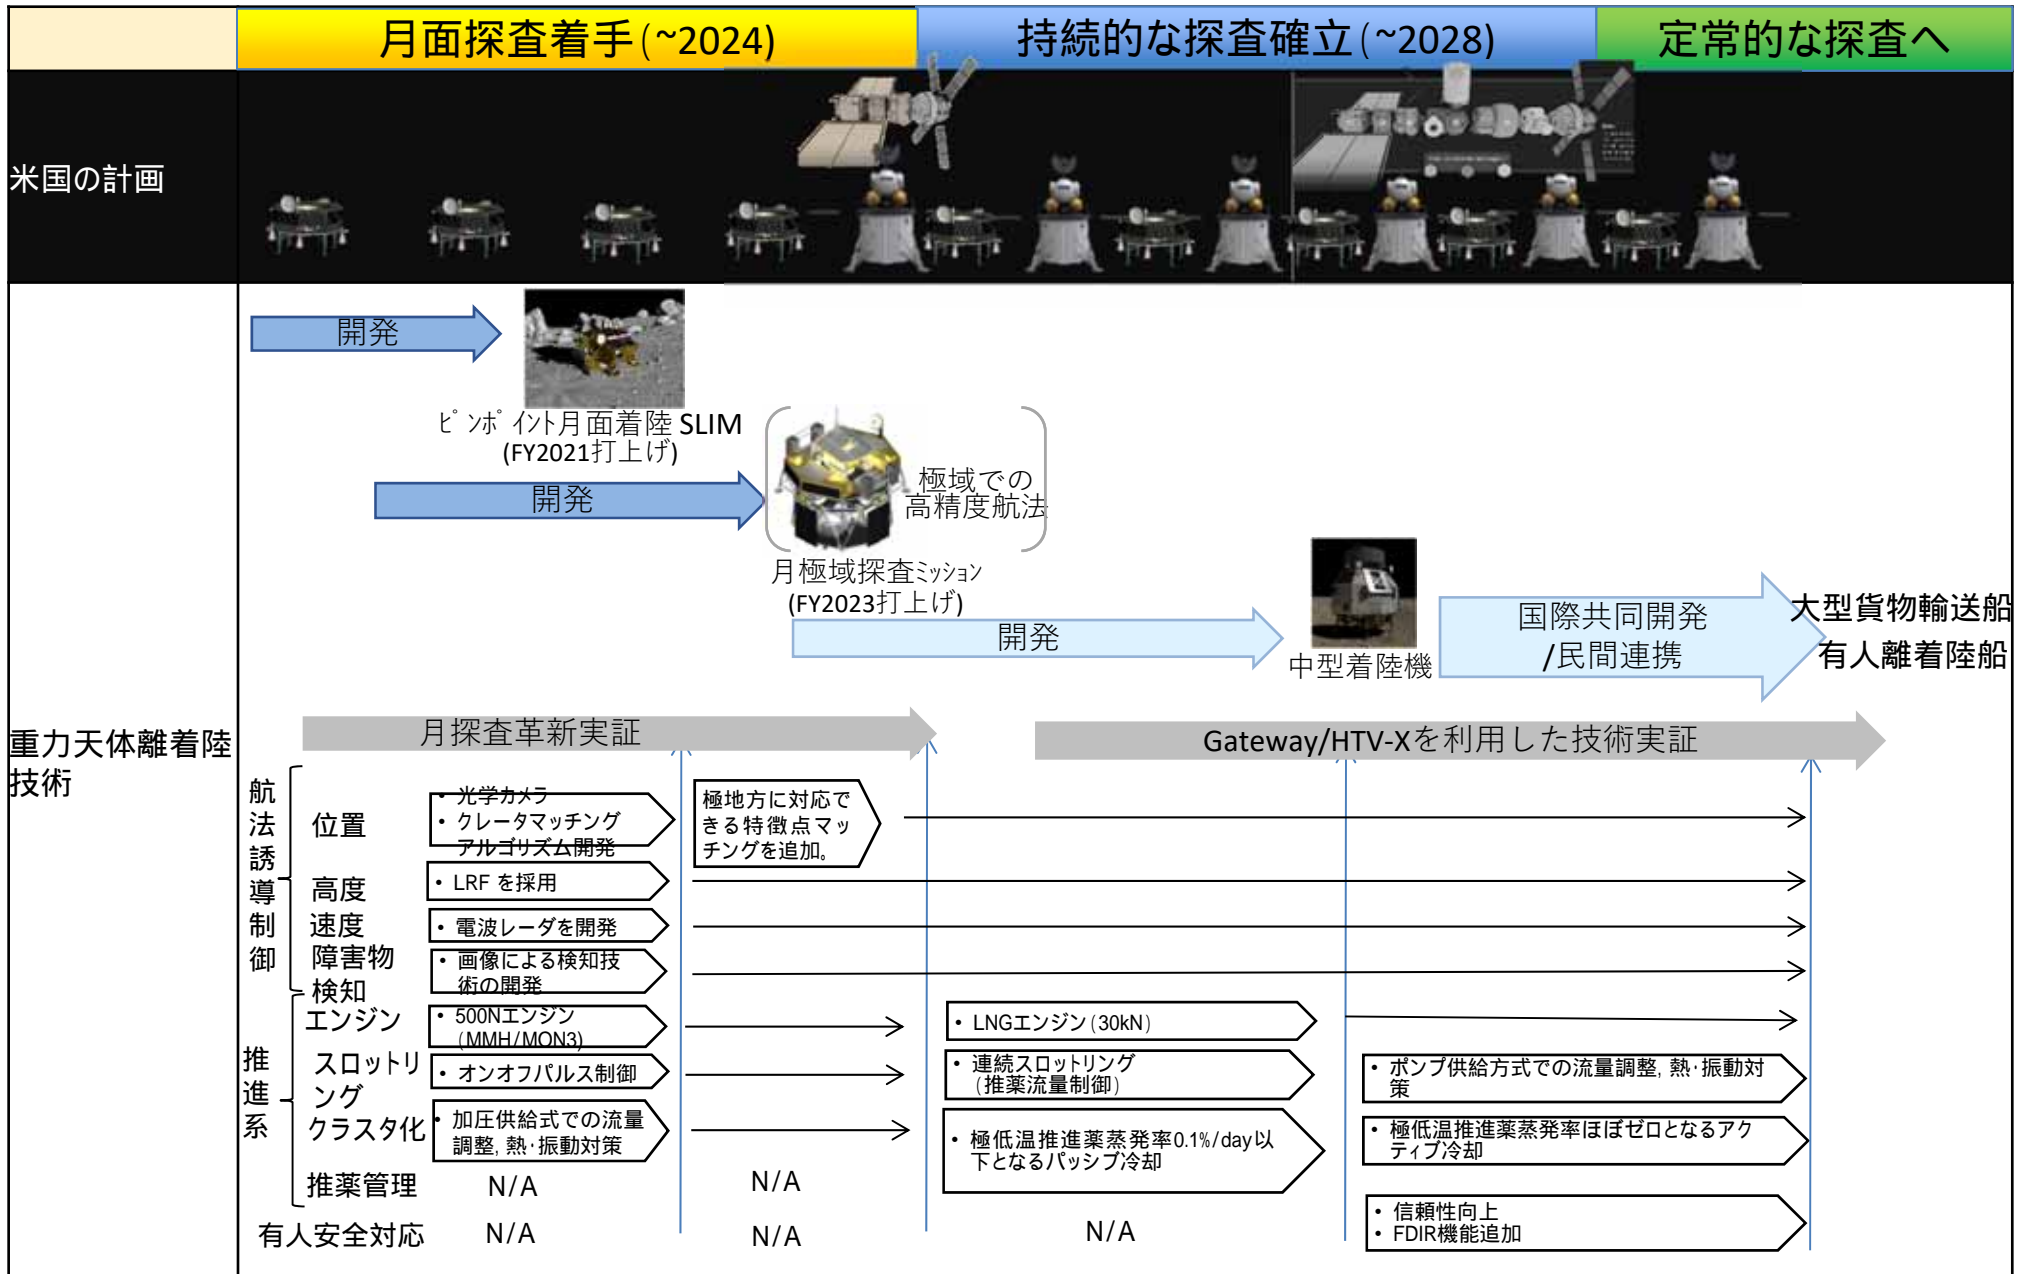 月面探査着手(~2024)
持続的な探査確立(~2028)
定常的な探査へ
米国の計画
開発
ﾋﾟﾝﾎﾟｲﾝﾄ月面着陸 SLIM
(FY2021打上げ)
開発
極域での
高精度航法
月極域探査ﾐｯｼｮﾝ
(FY2023打上げ)
開発
中型着陸機
国際共同開発
/民間連携
大型貨物輸送船
有人離着陸船
重力天体離着陸
技術
月探査革新実証
Gateway/HTV-Xを利用した技術実証
航法誘導制御
位置
• 光学カメラ
• クレータマッチング
アルゴリズム開発
極地方に対応で
きる特徴点マッ
チングを追加。
高度
• LRF を採用
速度
• 電波レーダを開発
障害物
検知
• 画像による検知技
術の開発
推進系
エンジン
• 500Nエンジン
(MMH/MON3)
• LNGエンジン(30kN)
スロットリ
ング
• オンオフパルス制御
• 連続スロットリング
(推薬流量制御)
• ポンプ供給方式での流量調整, 熱・振動対
策
クラスタ化
• 加圧供給式での流量
調整, 熱・振動対策
• 極低温推進薬蒸発率0.1%/day以
下となるパッシブ冷却
• 極低温推進薬蒸発率ほぼゼロとなるアク
ティブ冷却
推薬管理
N/A
N/A
有人安全対応
N/A
N/A
N/A
• 信頼性向上
• FDIR機能追加